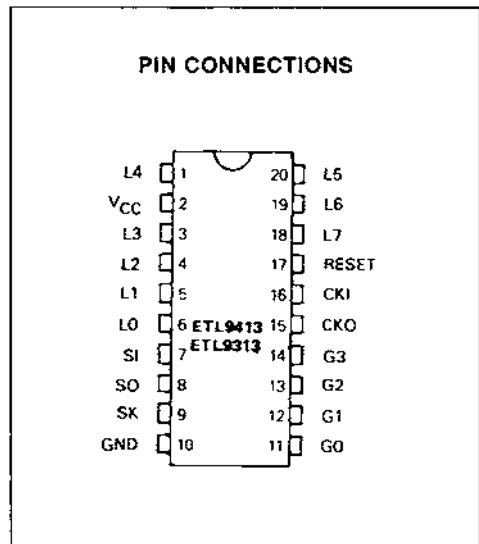 PIN CONNECTIONS
L4 1 20 L5
VCC 2 19 L6
L3 3 18 L7
L2 4 17 RESET
L1 5 16 CKI
L0 6 ETL9413 15 CKO
ETL9313
SI 7 14 G3
SO 8 13 G2
SK 9 12 G1
GND 10 11 G0